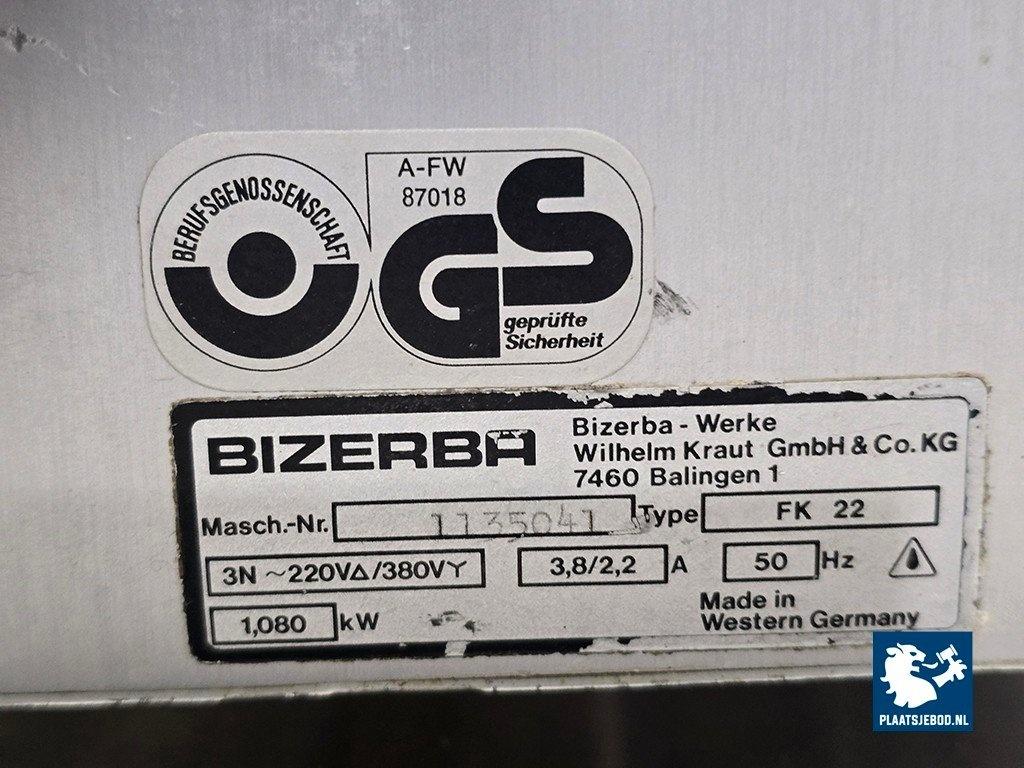 BERUFSGENOSSENSCHAFT
A-FW
87018
GS
geprüfte
Sicherheit
BIZERBA
Bizerba - Werke
Wilhelm Kraut GmbH & Co. KG
7460 Balingen 1
Masch.-Nr. 1135041 Type FK 22
3N ~220V∆/380VY 3,8/2,2 A 50 Hz
1,080 kW
Made in
Western Germany
PLAATSJEBOD.NL